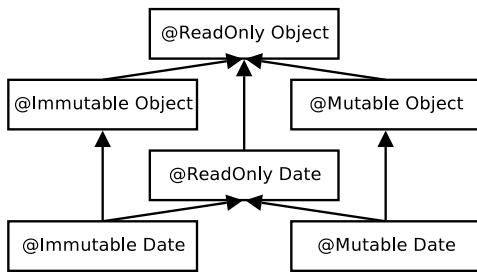 @ReadOnly Object
@Immutable Object
@Mutable Object
@ReadOnly Date
@Immutable Date
@Mutable Date